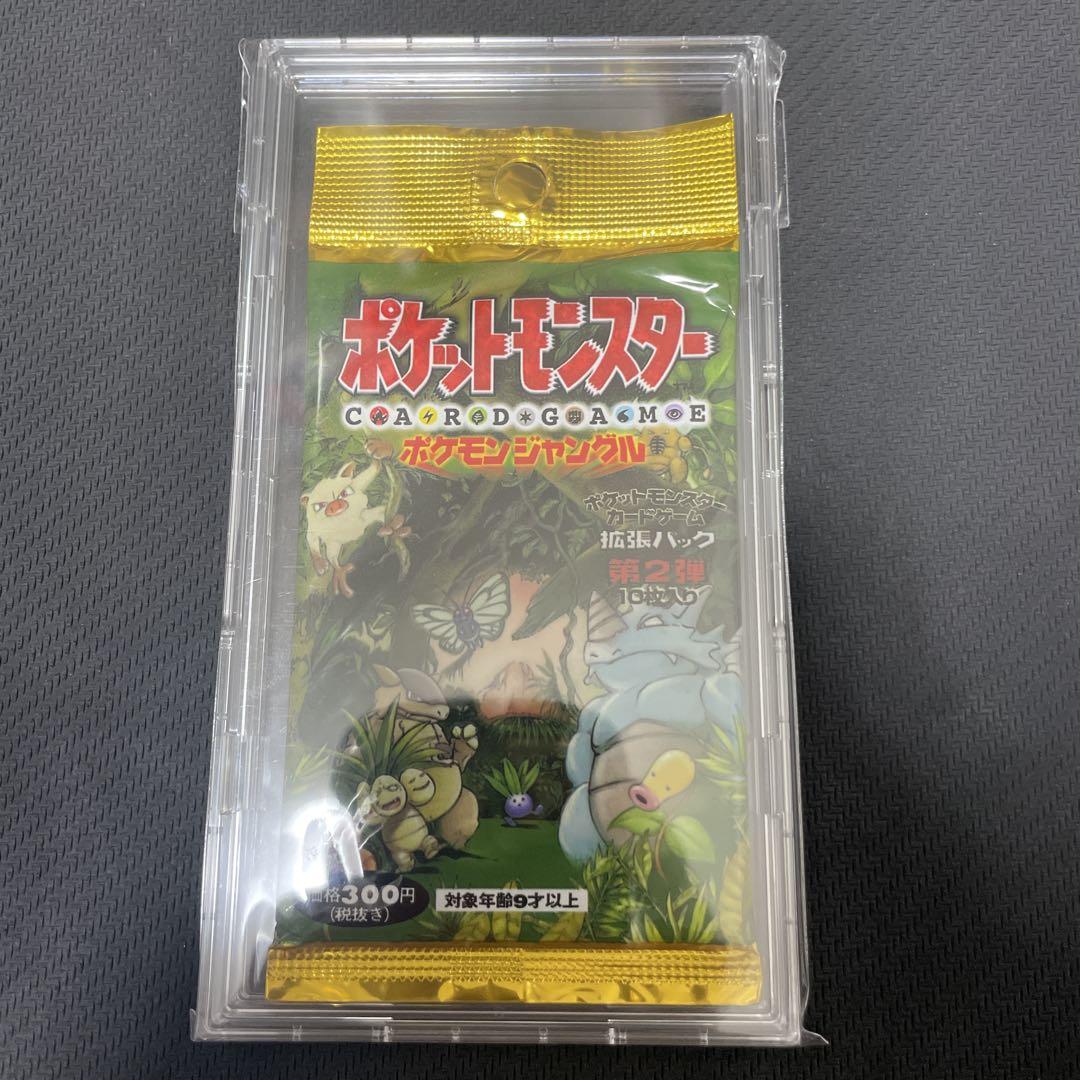 ポケットモンスター
CARD GAME
ポケモンジャングル
ポケットモンスター
カードゲーム
拡張パック
第2弾
10枚入り
価格300円
(税抜き)
対象年齢9才以上